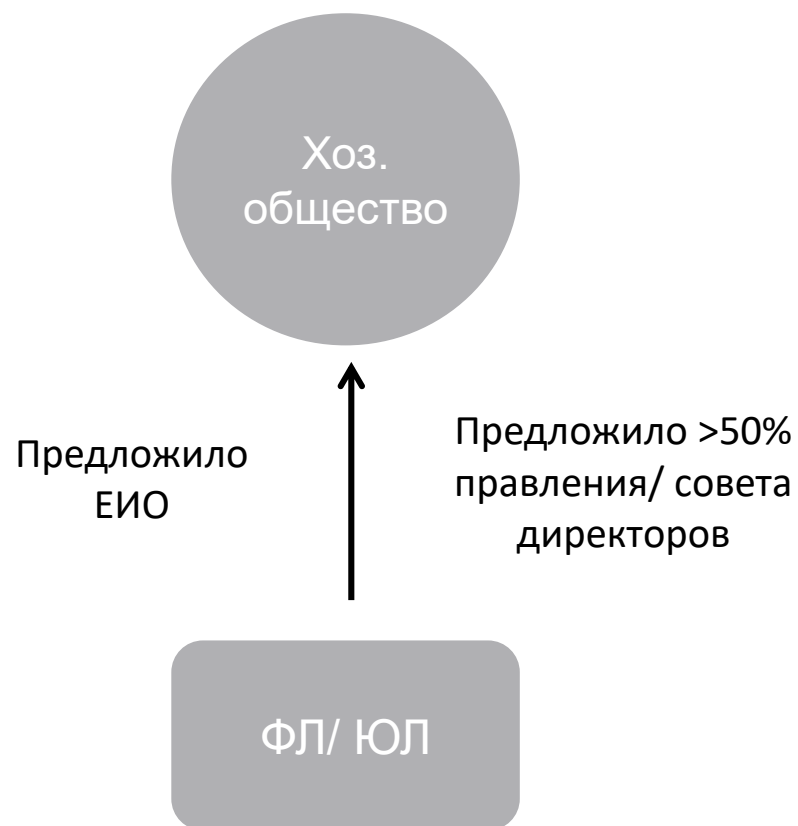 Хоз.
общество
Предложило
ЕИО
Предложило >50%
правления/ совета
директоров
ФЛ/ ЮЛ